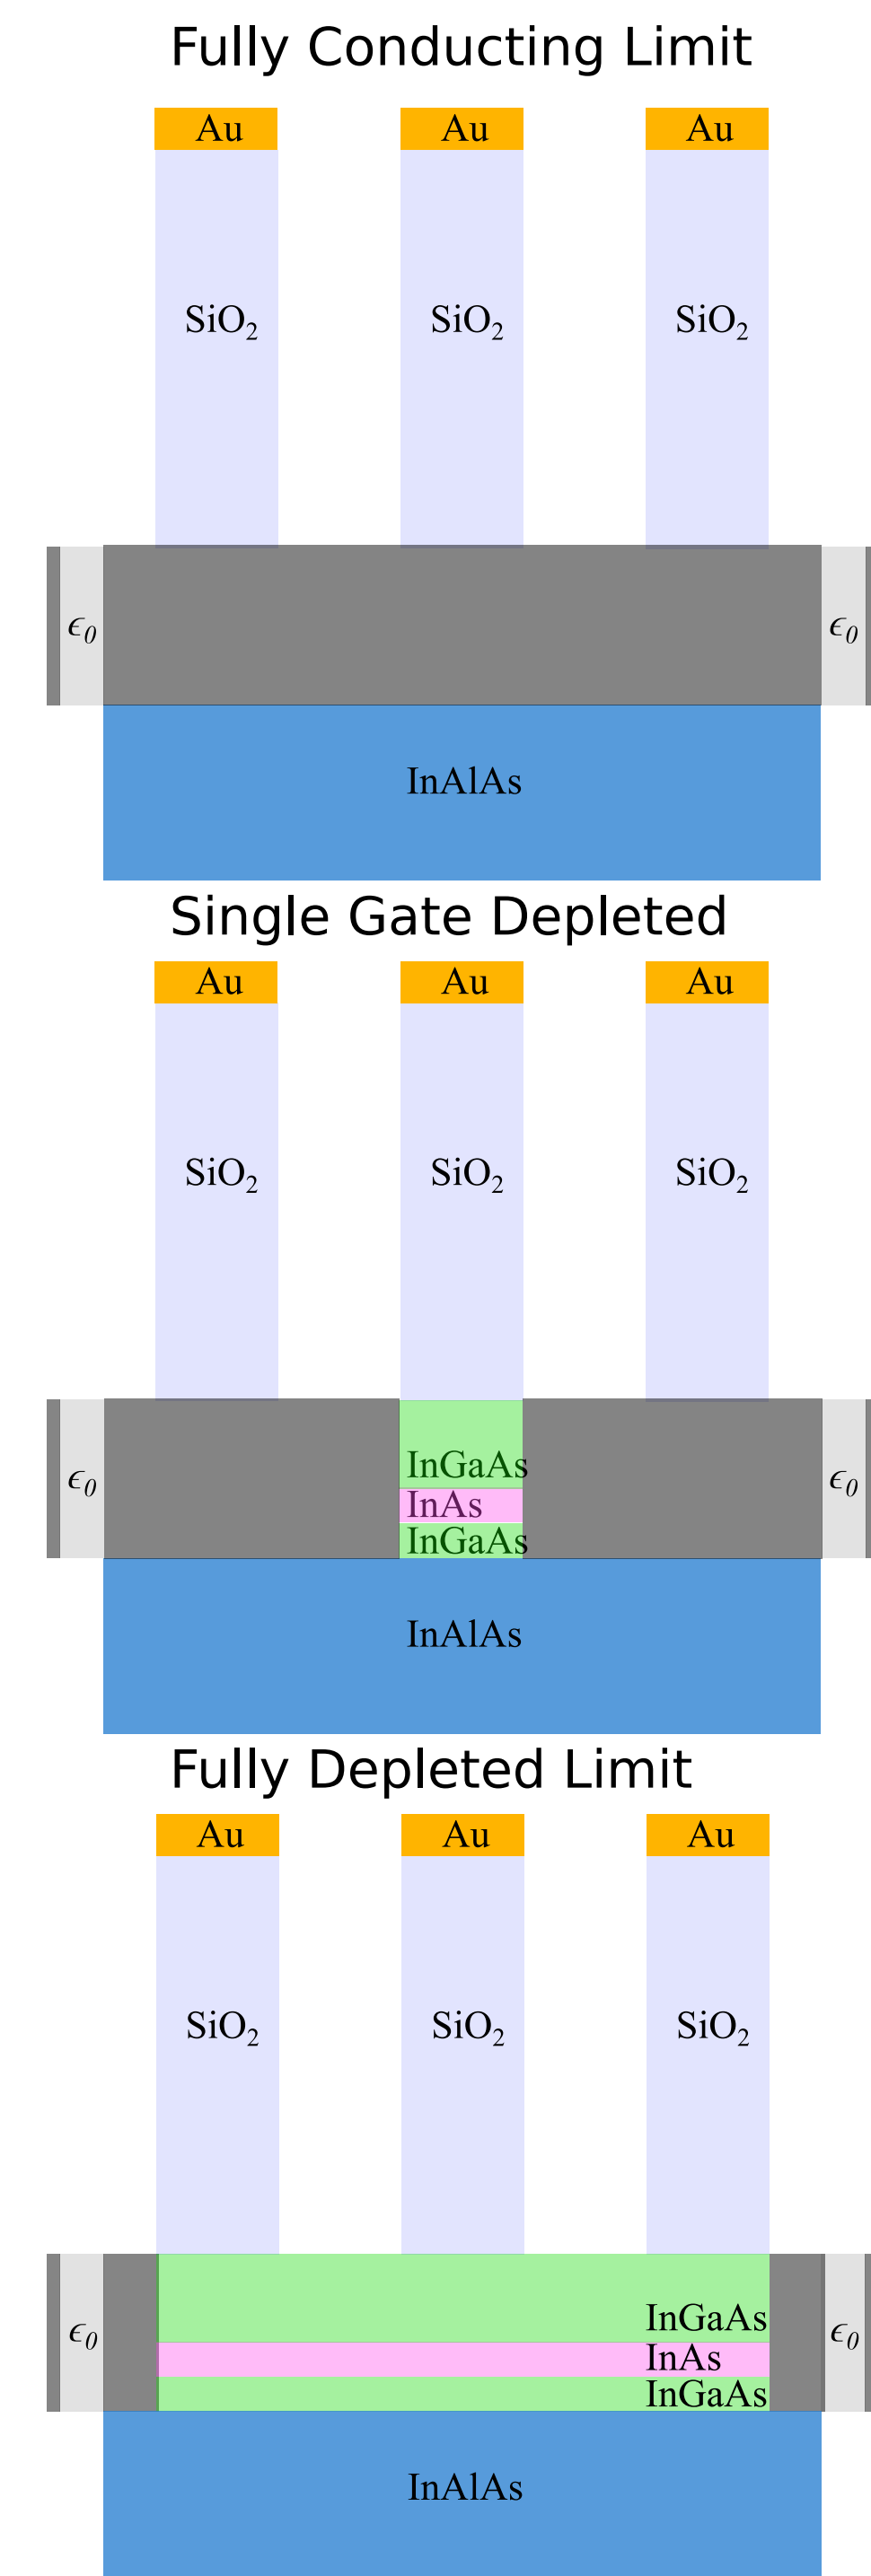 Fully Conducting Limit
Au Au Au
SiO₂ SiO₂ SiO₂
ϵ₀ ϵ₀
InAlAs
Single Gate Depleted
Au Au Au
SiO₂ SiO₂ SiO₂
InGaAs
ϵ₀ ϵ₀
InAs
InGaAs
InAlAs
Fully Depleted Limit
Au Au Au
SiO₂ SiO₂ SiO₂
InGaAs
ϵ₀ ϵ₀
InAs
InGaAs
InAlAs